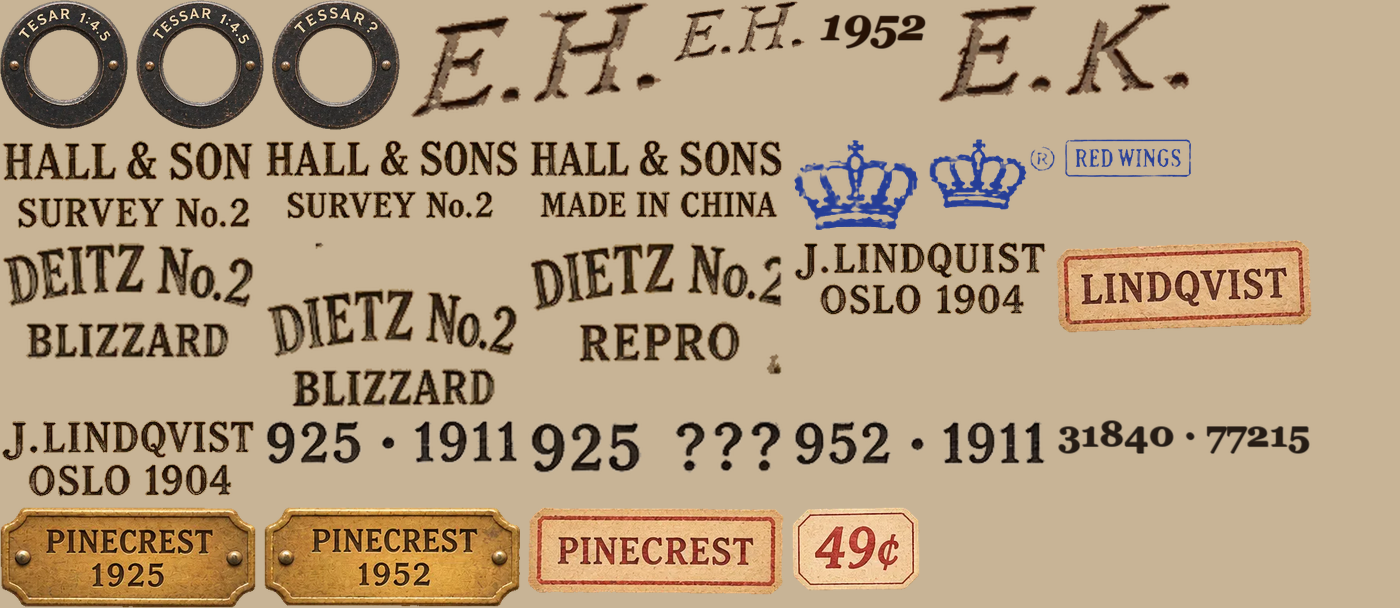 TESAR 1:4.5
TESSAR 1:4.5
TESSAR ?
E.H.
E.H.
1952
E.K.
HALL & SON
SURVEY No.2
HALL & SONS
SURVEY No.2
HALL & SONS
MADE IN CHINA
®
RED WINGS
DEITZ No.2
BLIZZARD
DIETZ No.2
BLIZZARD
DIETZ No.2
REPRO
J.LINDQUIST
OSLO 1904
LINDQVIST
J.LINDQVIST
OSLO 1904
925 · 1911
925 ???
952 · 1911
31840 · 77215
PINECREST
1925
PINECREST
1952
PINECREST
49¢